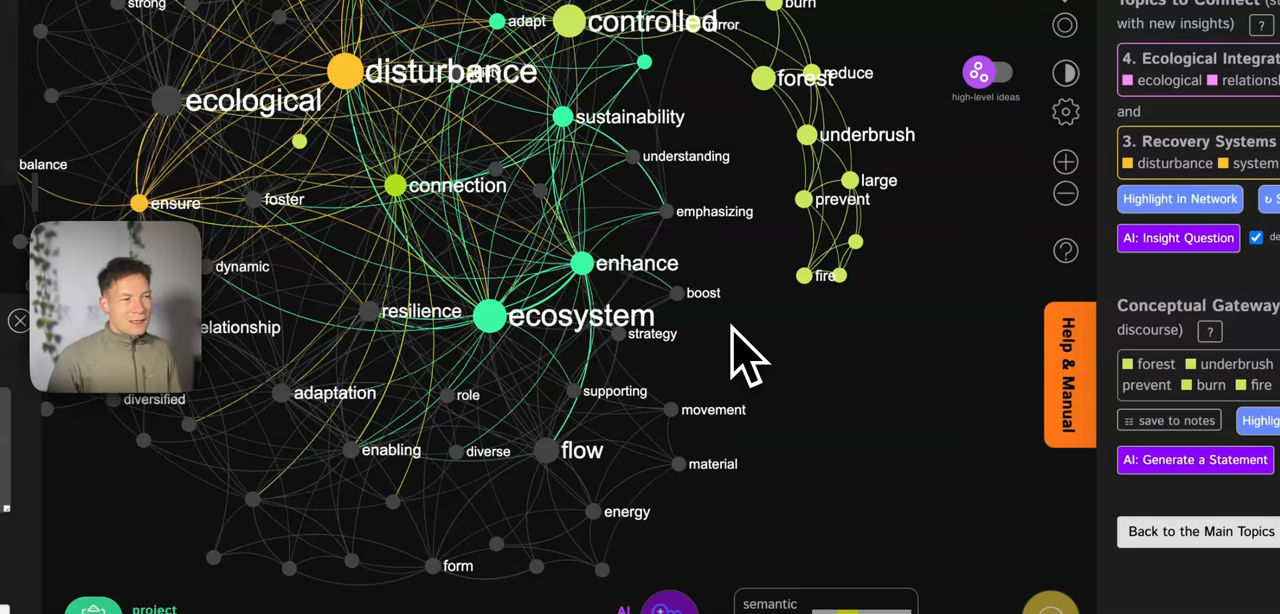 strong
adapt
controlled
mirror
burn
disturbance
ecological
forest
reduce
sustainability
underbrush
understanding
balance
connection
large
ensure
foster
prevent
emphasizing
dynamic
enhance
fire
boost
resilience
ecosystem
elationship
strategy
diversified
adaptation
role
supporting
movement
enabling
diverse
flow
material
energy
form
project
AI
semantic
high-level ideas
Help & Manual
Topics to Connect (s
with new insights) ?
4. Ecological Integrat
ecological relations
and
3. Recovery Systems
disturbance system
Highlight in Network
AI: Insight Question
de
Conceptual Gateway
discourse) ?
forest underbrush
prevent burn fire
save to notes Highlig
AI: Generate a Statement
Back to the Main Topics